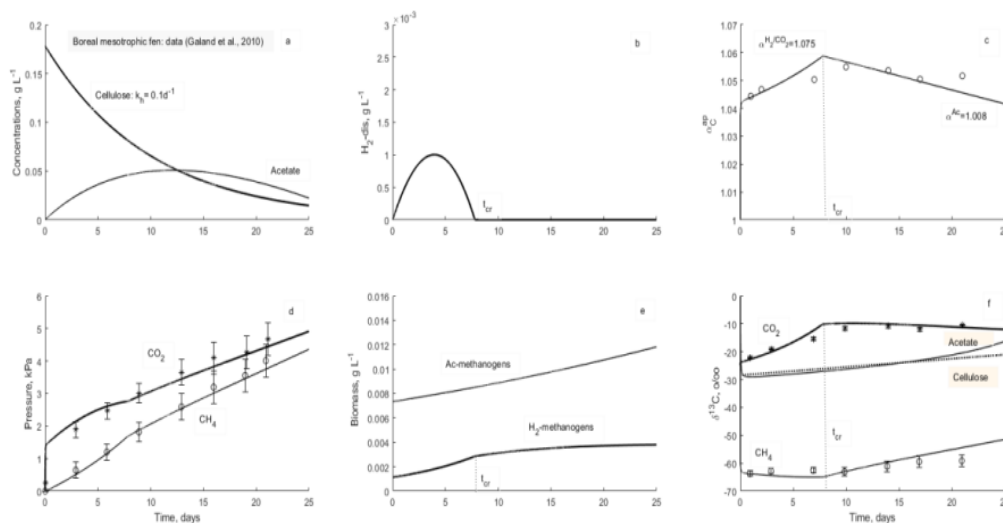 0.2
0.15
0.1
0.05
0
Concentrations, g L⁻¹
Boreal mesotrophic fen: data (Galand et al., 2010)
a
Cellulose: kₕ= 0.1d⁻¹
Acetate
0 5 10 15 20 25
×10⁻³
3
2.5
2
1.5
1
0.5
0
H₂-dis, g L⁻¹
b
t_cr
0 5 10 15 20 25
1.07
1.06
1.05
1.04
1.03
1.02
1.01
1
α_C^ap
c
α^H₂/CO₂=1.075
α^Ac=1.008
t_cr
0 5 10 15 20 25
6
5
4
3
2
1
0
Pressure, kPa
d
CO₂
CH₄
0 5 10 15 20 25
Time, days
0.016
0.014
0.012
0.01
0.008
0.006
0.004
0.002
0
Biomass, g L⁻¹
e
Ac-methanogens
H₂-methanogens
t_cr
0 5 10 15 20 25
Time, days
-0
-10
-20
-30
-40
-50
-60
-70
δ¹³C, o/oo
f
CO₂
Acetate
Cellulose
t_cr
CH₄
0 5 10 15 20
Time, days